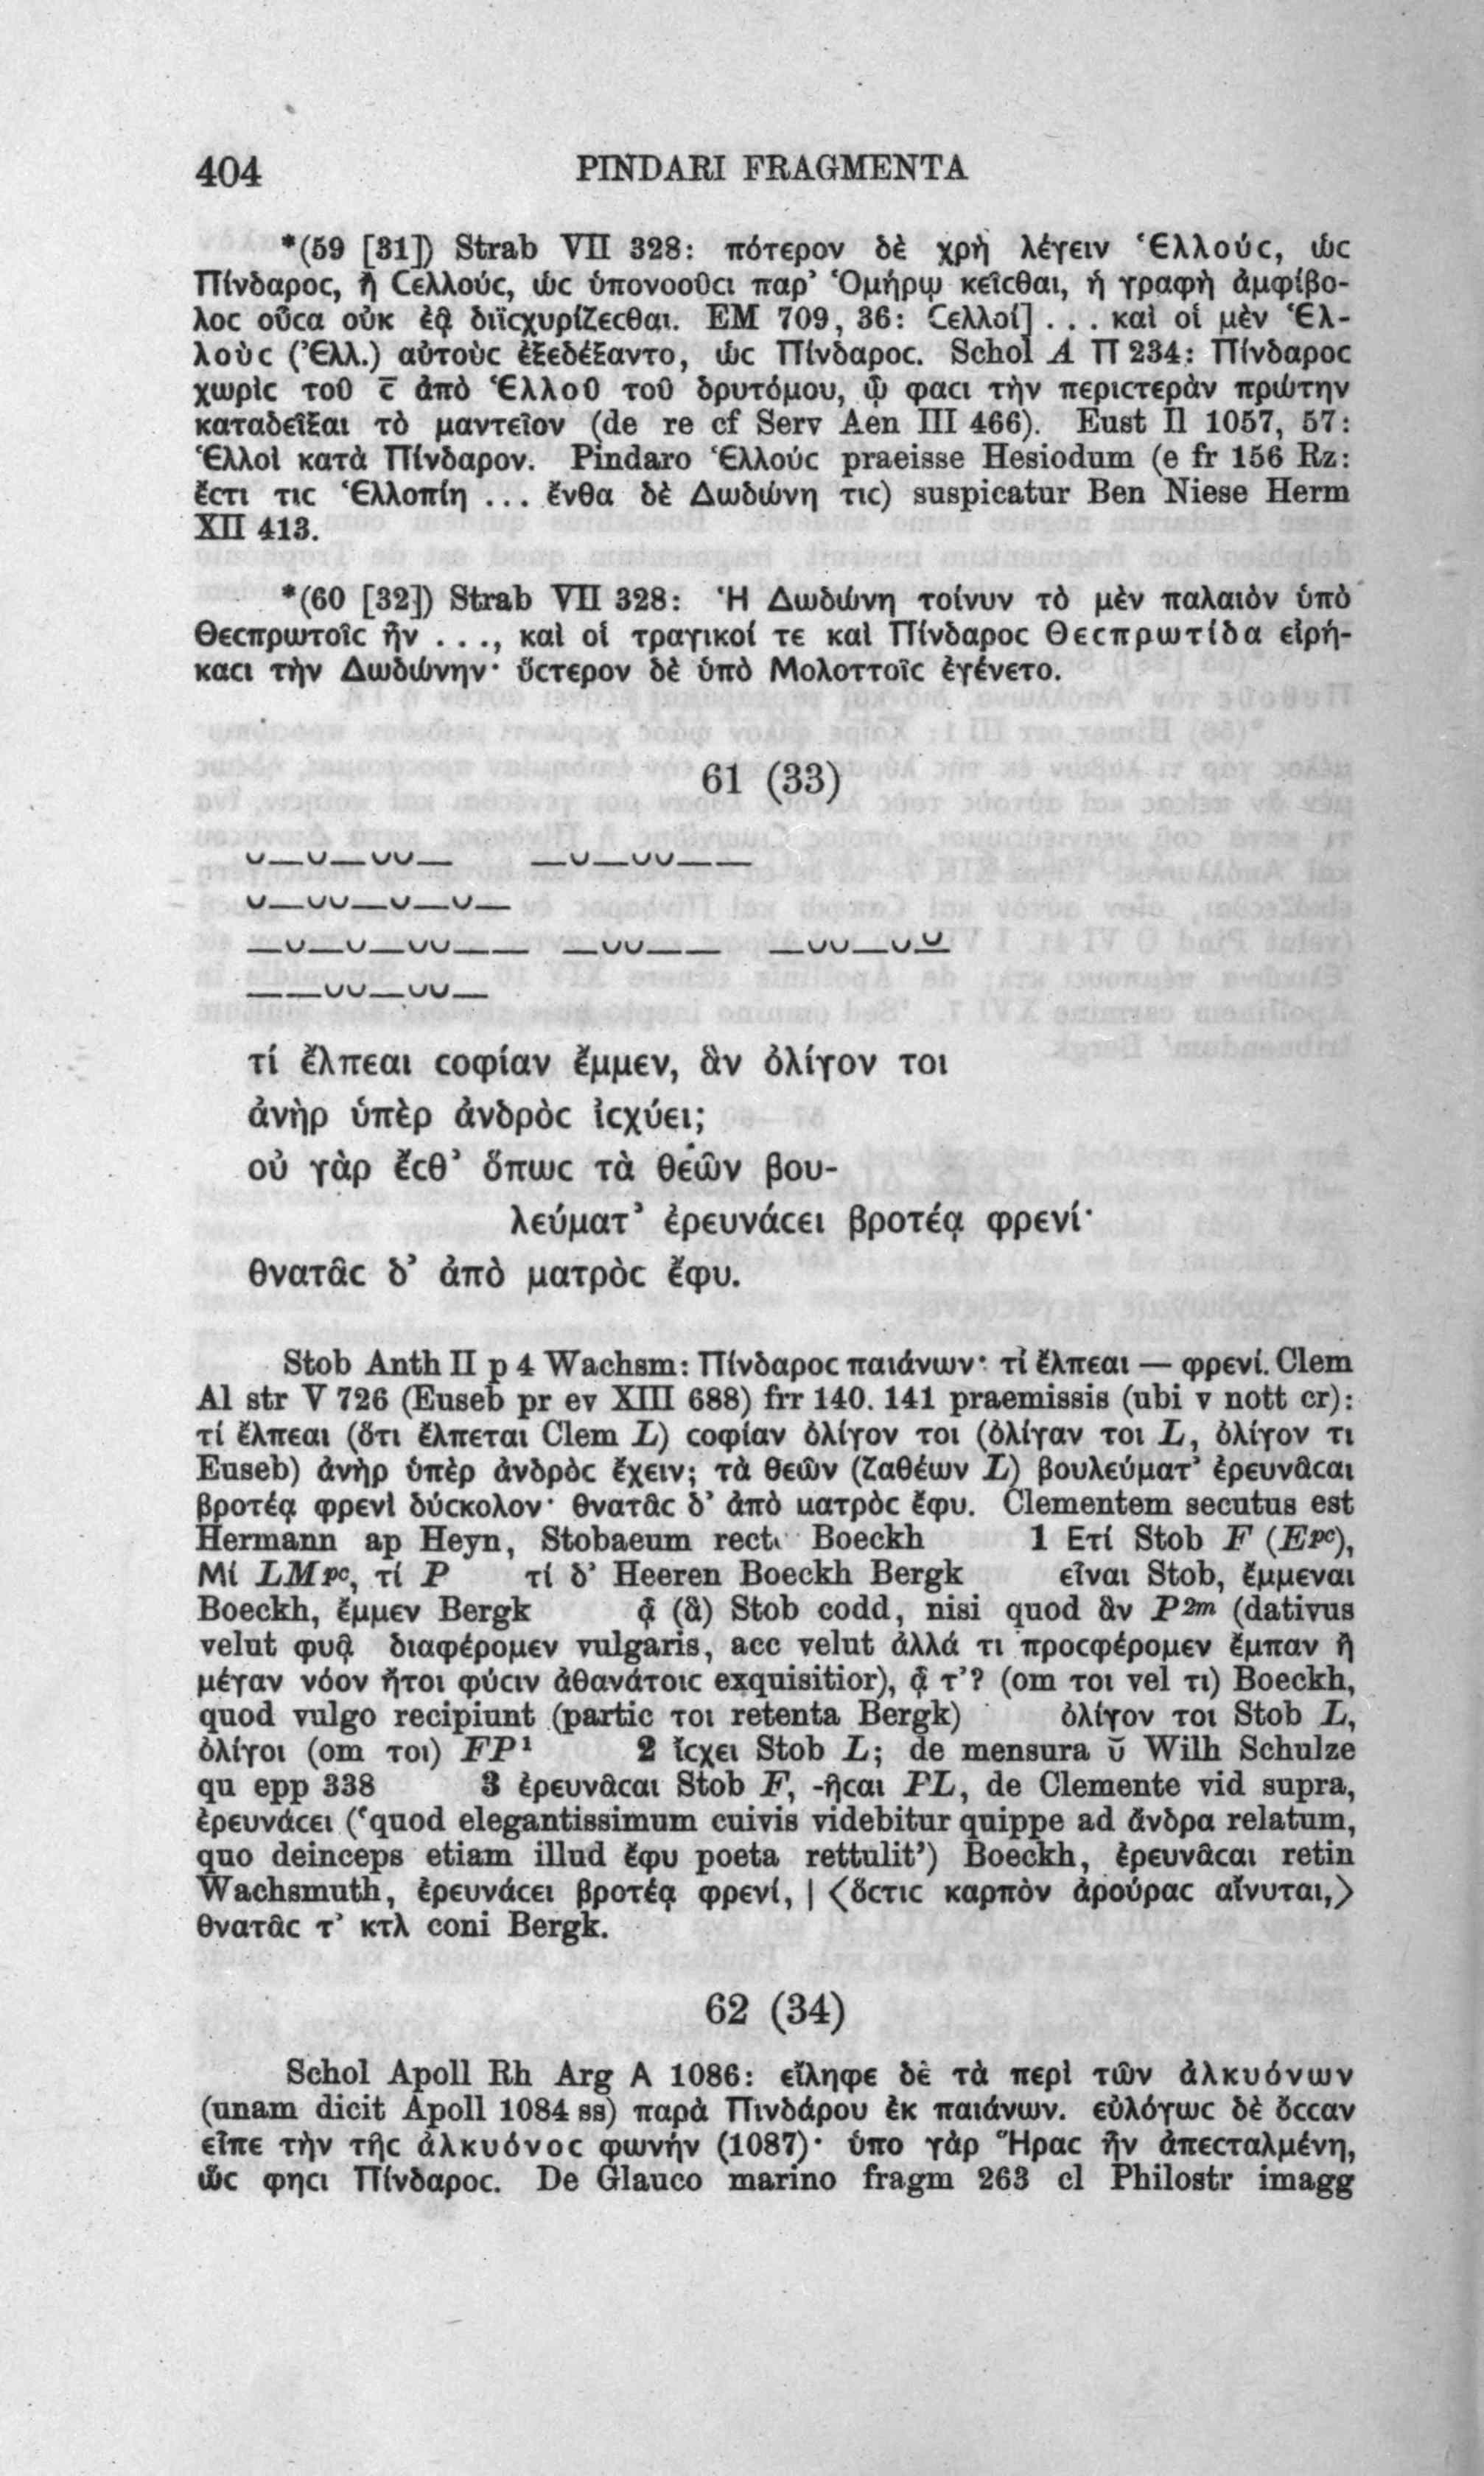 404 PINDARI FRAGMENTA
*(59 [31]) Strab VII 328: πότερον δὲ χρὴ λέγειν Ἑλλούϲ, ὡϲ
Πίνδαροϲ, ἢ Ϲελλούϲ, ὡϲ ὑπονοοῦϲι παρ’ Ὁμήρῳ κεῖϲθαι, ἡ γραφὴ ἀμφίβο-
λοϲ οὖϲα οὐκ ἐᾷ διϊϲχυρίζεϲθαι. EM 709, 36: Ϲελλοί] . . . καὶ οἱ μὲν Ἑλ-
λοὺϲ (Ἐλλ.) αὐτοὺϲ ἐξεδέξαντο, ὡϲ Πίνδαροϲ. Schol A Π 234: Πίνδαροϲ
χωρὶϲ τοῦ ϲ̅ ἀπὸ Ἑλλοῦ τοῦ δρυτόμου, ᾧ φαϲι τὴν περιϲτερὰν πρώτην
καταδεῖξαι τὸ μαντεῖον (de re cf Serv Aen III 466). Eust Il 1057, 57:
Ἑλλοὶ κατὰ Πίνδαρον. Pindaro Ἑλλούϲ praeisse Hesiodum (e fr 156 Rz:
ἔϲτι τιϲ Ἑλλοπίη ... ἔνθα δὲ Δωδώνη τιϲ) suspicatur Ben Niese Herm
XII 413.
*(60 [32]) Strab VII 328: Ἡ Δωδώνη τοίνυν τὸ μὲν παλαιὸν ὑπὸ
Θεϲπρωτοῖϲ ἦν . . ., καὶ οἱ τραγικοί τε καὶ Πίνδαροϲ Θεϲπρωτίδα εἰρή-
καϲι τὴν Δωδώνην· ὕϲτερον δὲ ὑπὸ Μολοττοῖϲ ἐγένετο.
61 (33)
⏑—⏑—⏑⏑— —⏑—⏑⏑——
⏑—⏑⏑—⏑—⏑—
—⏑—⏑—⏑⏑—— —⏑⏑—— —⏑⏑—⏑⏓
——⏑⏑—⏑⏑—
τί ἔλπεαι ϲοφίαν ἔμμεν, ἃν ὀλίγον τοι
ἀνὴρ ὑπὲρ ἀνδρὸϲ ἰϲχύει;
οὐ γὰρ ἔϲθ’ ὅπωϲ τὰ θεῶν βου-
λεύματ’ ἐρευνάϲει βροτέᾳ φρενί·
θνατᾶϲ δ’ ἀπὸ ματρὸϲ ἔφυ.
Stob Anth II p 4 Wachsm: Πίνδαροϲ παιάνων· τί ἔλπεαι — φρενί. Clem
Al str V 726 (Euseb pr ev XIII 688) frr 140. 141 praemissis (ubi v nott cr):
τί ἔλπεαι (ὅτι ἔλπεται Clem L) ϲοφίαν ὀλίγον τοι (ὀλίγαν τοι L, ὀλίγον τι
Euseb) ἀνὴρ ὑπὲρ ἀνδρὸϲ ἔχειν; τὰ θεῶν (ζαθέων L) βουλεύματ’ ἐρευνᾶϲαι
βροτέᾳ φρενὶ δύϲκολον· θνατᾶϲ δ’ ἀπὸ ματρὸϲ ἔφυ. Clementem secutus est
Hermann ap Heyn, Stobaeum Boeckh 1 Ετί Stob F (Epc),
Μί LMpc, τί P τί δ’ Heeren Boeckh Bergk εἶναι Stob, ἔμμεναι
Boeckh, ἔμμεν Bergk ᾇ (ἃ) Stob codd, nisi quod ἃν P2m (dativus
velut φυᾷ διαφέρομεν vulgaris, acc velut ἀλλά τι προϲφέρομεν ἔμπαν ἢ
μέγαν νόον ἤτοι φύϲιν ἀθανάτοιϲ exquisitior), ᾇ τ’? (om τοι vel τι) Boeckh,
quod vulgo recipiunt (partic τοι retenta Bergk) ὀλίγον τοι Stob L,
ὀλίγοι (om τοι) FP1 2 ἴϲχει Stob L; de mensura ῡ Wilh Schulze
qu epp 338 3 ἐρευνᾶϲαι Stob F, -ῆϲαι PL, de Clemente vid supra,
ἐρευνάϲει (‘quod elegantissimum cuivis videbitur quippe ad ἄνδρα relatum,
quo deinceps etiam illud ἔφυ poeta rettulit’) Boeckh, ἐρευνᾶϲαι retin
Wachsmuth, ἐρευνάϲει βροτέᾳ φρενί, | ⟨ὅϲτιϲ καρπὸν ἀρούραϲ αἴνυται,⟩
θνατᾶϲ τ’ κτλ coni Bergk.
62 (34)
Schol Apoll Rh Arg Α 1086: εἴληφε δὲ τὰ περὶ τῶν ἀλκυόνων
(unam dicit Apoll 1084 ss) παρὰ Πινδάρου ἐκ παιάνων. εὐλόγωϲ δὲ ὄϲϲαν
εἶπε τὴν τῆϲ ἀλκυόνοϲ φωνήν (1087)· ὑπο γὰρ Ἥραϲ ἦν ἀπεϲταλμένη,
ὥϲ φηϲι Πίνδαροϲ. De Glauco marino fragm 263 cl Philostr imagg